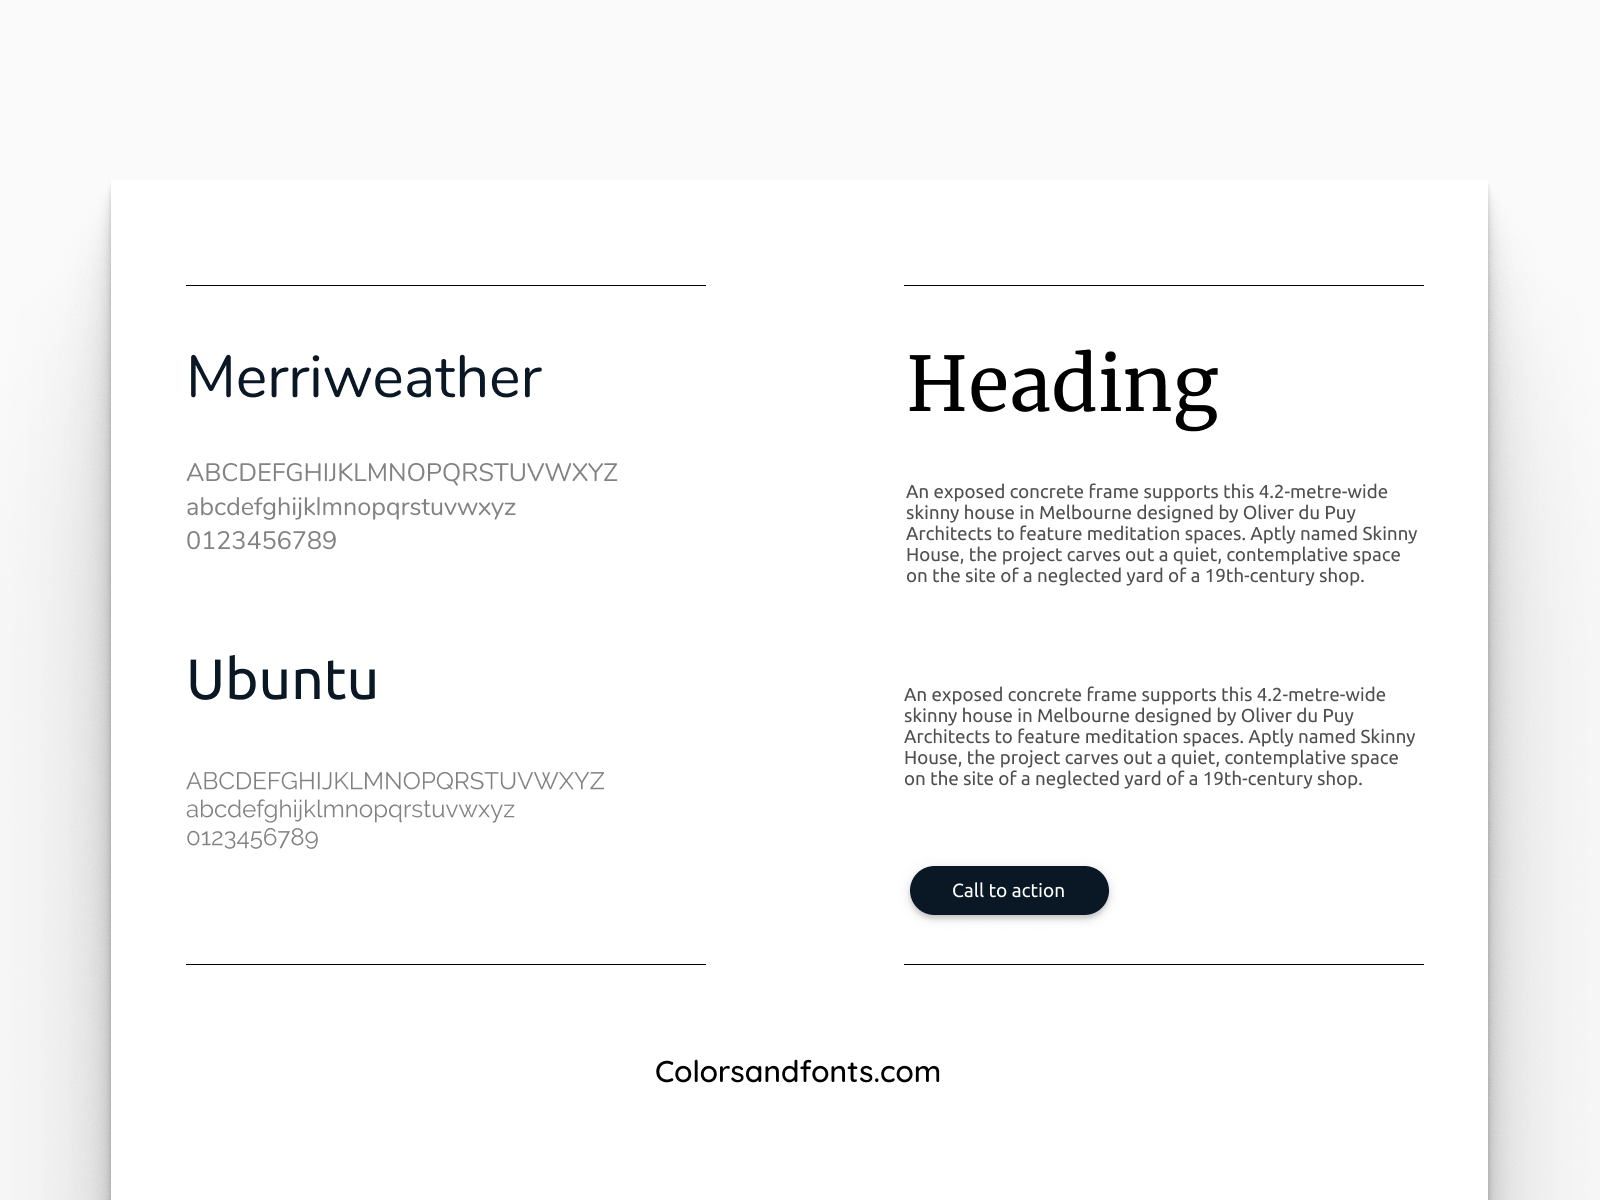 Merriweather
ABCDEFGHIJKLMNOPQRSTUVWXYZ
abcdefghijklmnopqrstuvwxyz
0123456789
Ubuntu
ABCDEFGHIJKLMNOPQRSTUVWXYZ
abcdefghijklmnopqrstuvwxyz
0123456789
Heading
An exposed concrete frame supports this 4.2-metre-wide
skinny house in Melbourne designed by Oliver du Puy
Architects to feature meditation spaces. Aptly named Skinny
House, the project carves out a quiet, contemplative space
on the site of a neglected yard of a 19th-century shop.
An exposed concrete frame supports this 4.2-metre-wide
skinny house in Melbourne designed by Oliver du Puy
Architects to feature meditation spaces. Aptly named Skinny
House, the project carves out a quiet, contemplative space
on the site of a neglected yard of a 19th-century shop.
Call to action
Colorsandfonts.com